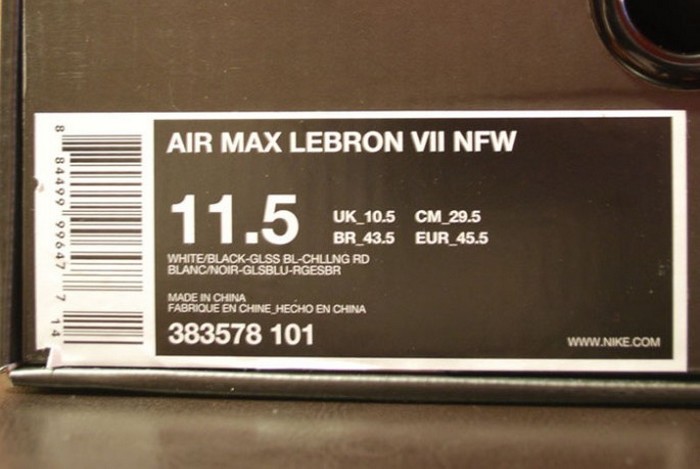 AIR MAX LEBRON VII NFW
11.5
UK_10.5 CM_29.5
BR_43.5 EUR_45.5
WHITE/BLACK-GLSS BL-CHLLNG RD
BLANC/NOIR-GLSBLU-RGESBR
MADE IN CHINA
FABRIQUE EN CHINE_HECHO EN CHINA
383578 101
WWW.NIKE.COM
8 84499 99647 7 14